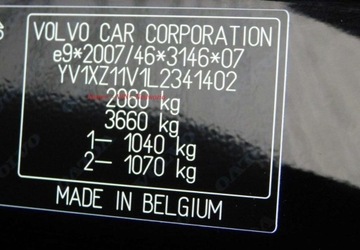 VOLVO CAR CORPORATION
e9*2007/46*3146*07
YV1XZ11V1L2341402
2060 kg
3660 kg
1– 1040 kg
2– 1070 kg
MADE IN BELGIUM